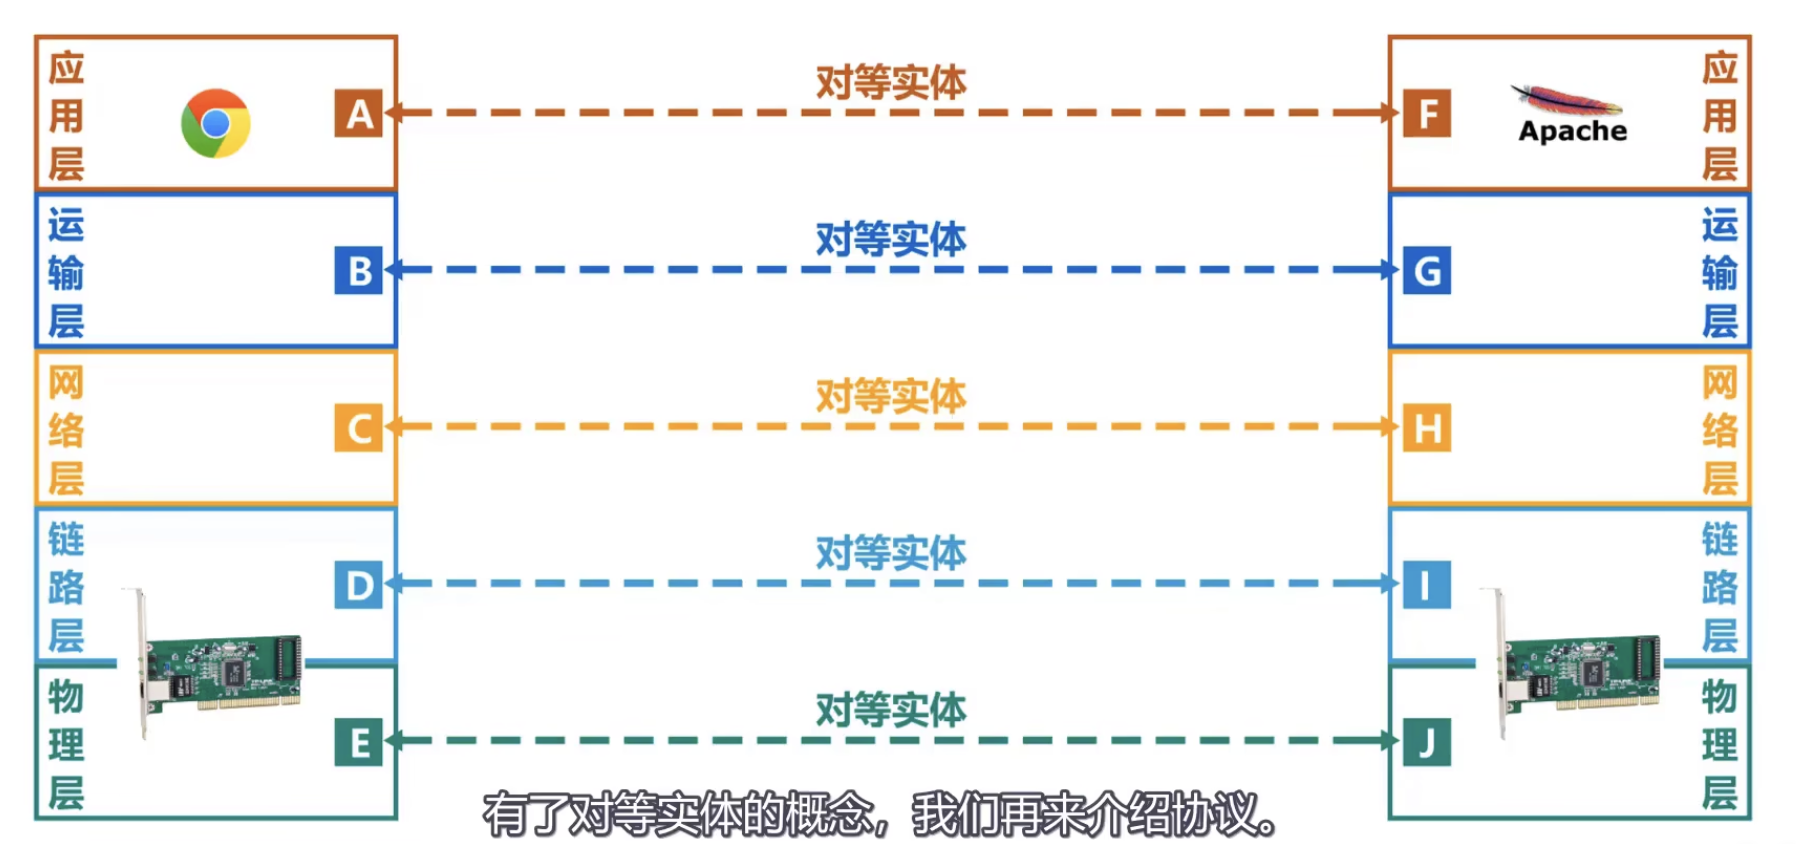 应用层
A
对等实体
F
Apache
应用层
运输层
B
对等实体
G
运输层
网络层
C
对等实体
H
网络层
链路层
D
对等实体
I
链路层
物理层
E
对等实体
J
物理层
有了对等实体的概念，我们再来介绍协议。